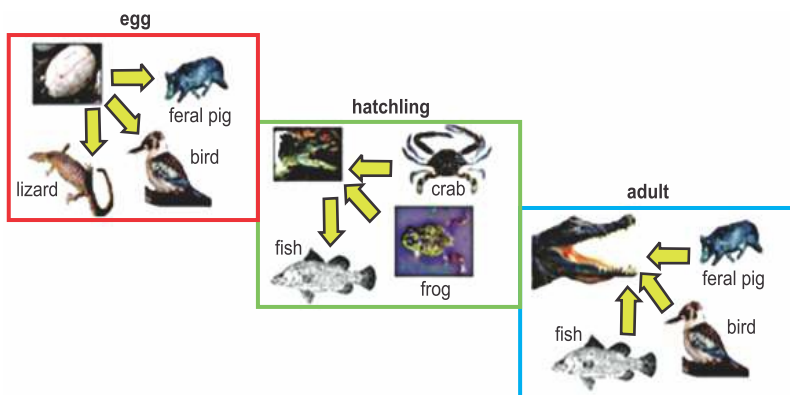 egg
feral pig
bird
lizard
hatchling
crab
fish
frog
adult
feral pig
bird
fish